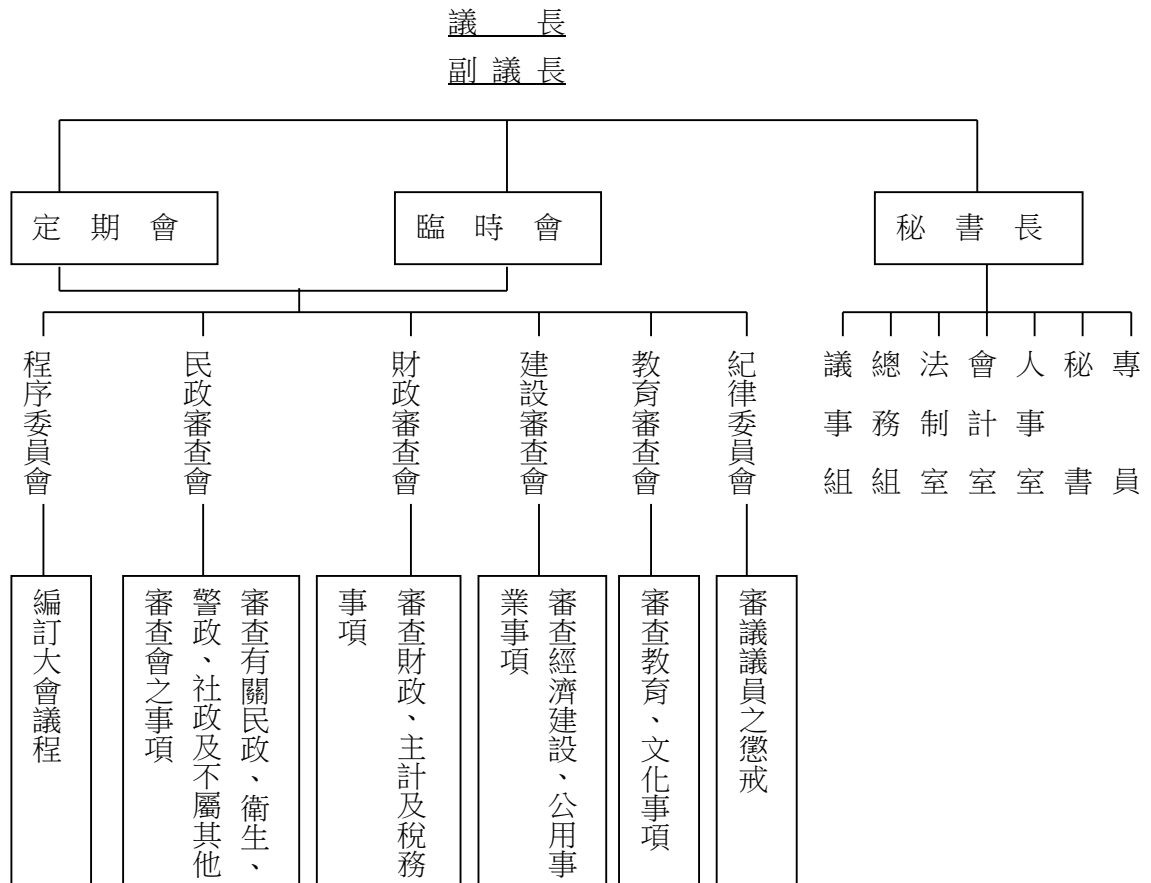 議長
副議長
定期會
臨時會
秘書長
程序委員會
民政審查會
財政審查會
建設審查會
教育審查會
紀律委員會
議事組
總務組
法制室
會計室
人事室
秘書
專員
編訂大會議程
審查有關民政、衛生、
警政、社政及不屬其他
審查會之事項
審查財政、主計及稅務
事項
審查經濟建設、公用事
業事項
審查教育、文化事項
審議議員之懲戒